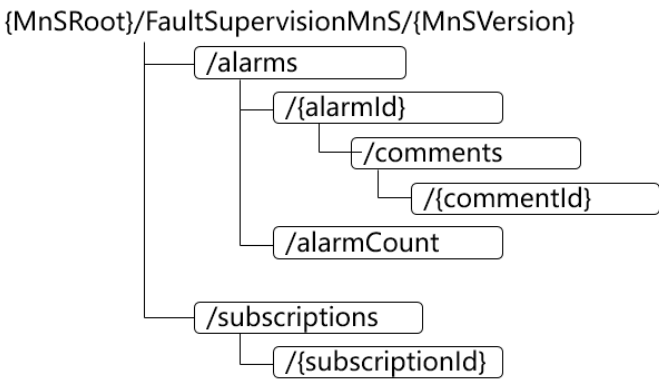 {MnSRoot}/FaultSupervisionMnS/{MnSVersion}
/alarms
/{alarmId}
/comments
/{commentId}
/alarmCount
/subscriptions
/{subscriptionId}